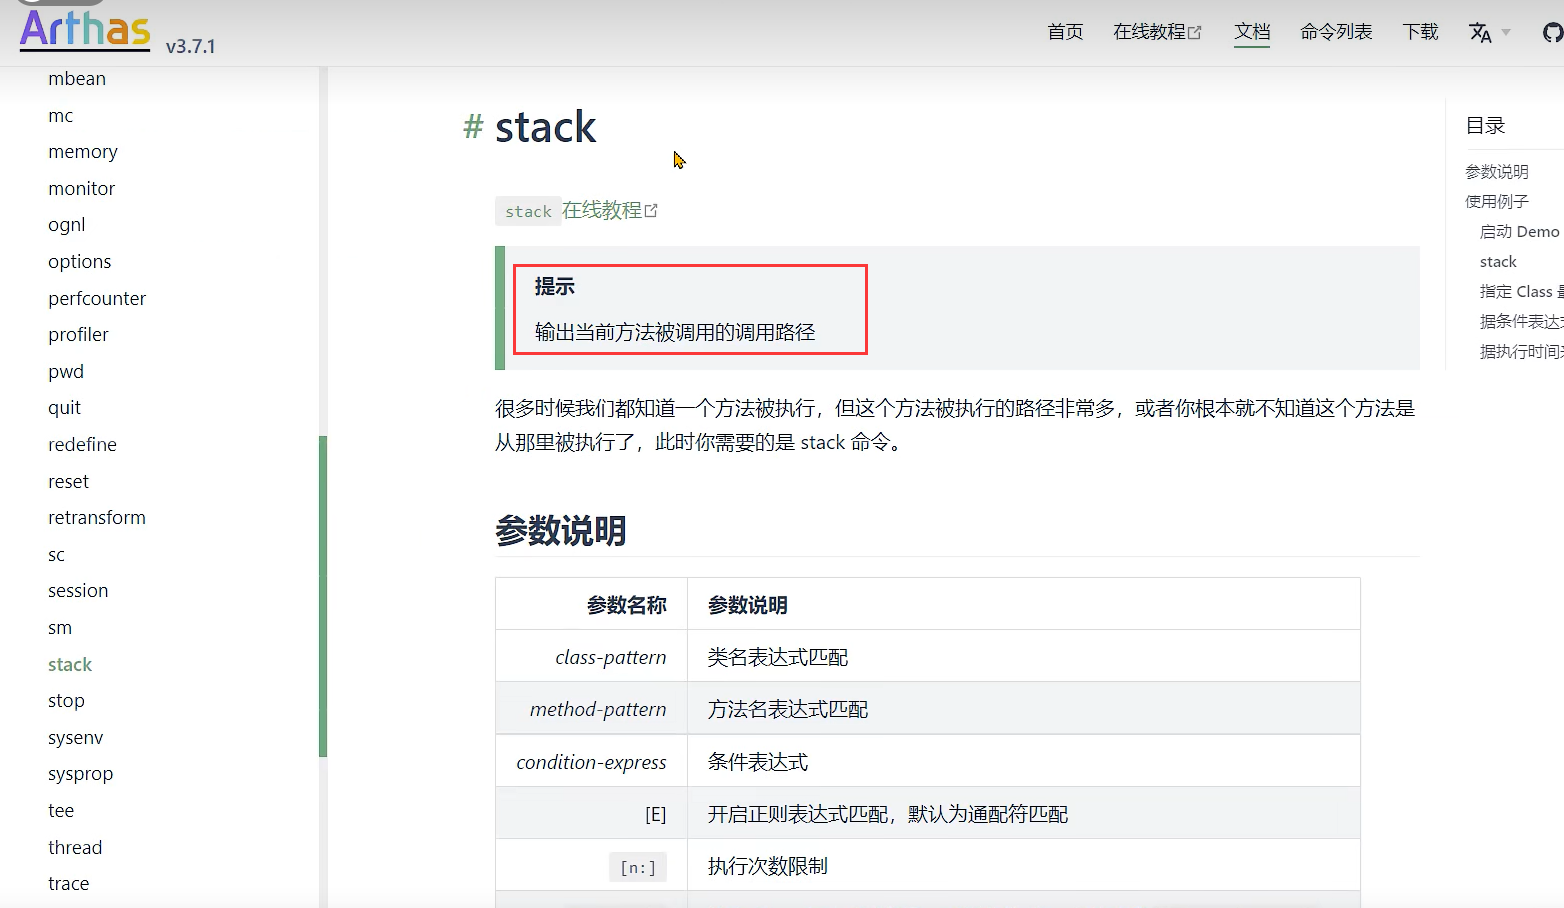 Arthas
v3.7.1
首页
在线教程
文档
命令列表
下载
mbean
mc
memory
monitor
ognl
options
perfcounter
profiler
pwd
quit
redefine
reset
retransform
sc
session
sm
stack
stop
sysenv
sysprop
tee
thread
trace
# stack
stack 在线教程
提示
输出当前方法被调用的调用路径
很多时候我们都知道一个方法被执行，但这个方法被执行的路径非常多，或者你根本就不知道这个方法是
从那里被执行了，此时你需要的是 stack 命令。
参数说明
参数名称 参数说明
class-pattern 类名表达式匹配
method-pattern 方法名表达式匹配
condition-express 条件表达式
[E] 开启正则表达式匹配，默认为通配符匹配
[n:] 执行次数限制
目录
参数说明
使用例子
启动 Demo
stack
指定 Class
据条件表达
据执行时间